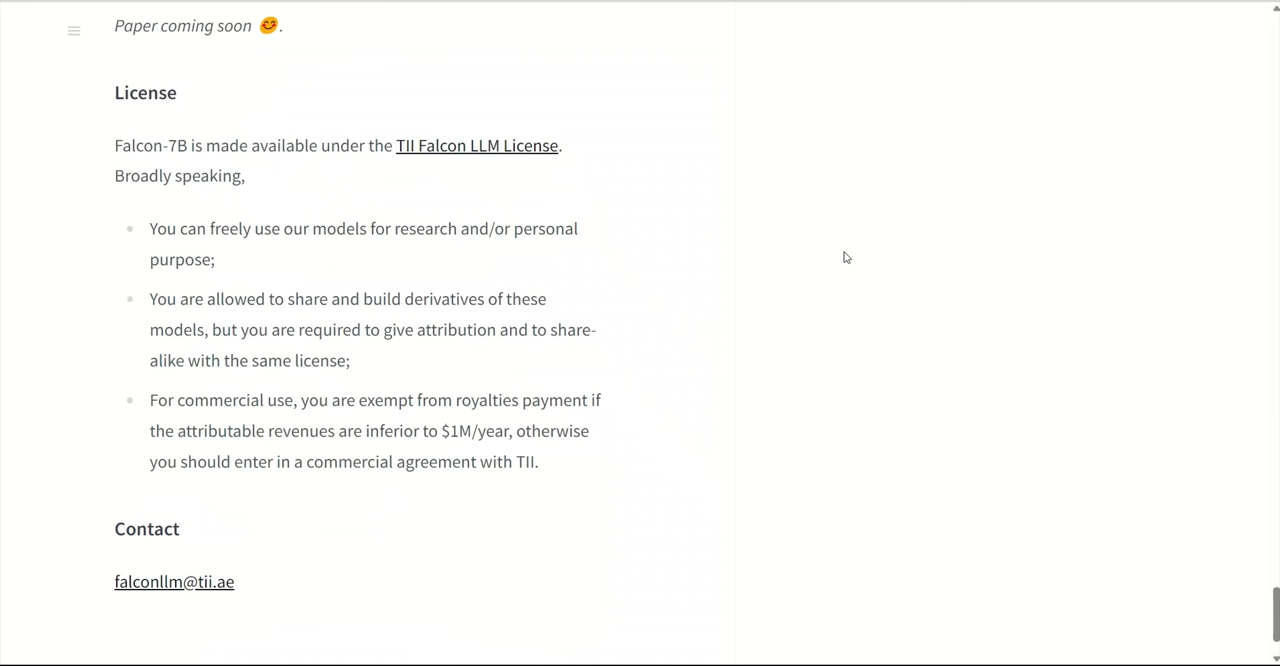 Paper coming soon 😊.
License
Falcon-7B is made available under the TII Falcon LLM License.
Broadly speaking,
You can freely use our models for research and/or personal
purpose;
You are allowed to share and build derivatives of these
models, but you are required to give attribution and to share-
alike with the same license;
For commercial use, you are exempt from royalties payment if
the attributable revenues are inferior to $1M/year, otherwise
you should enter in a commercial agreement with TII.
Contact
falconllm@tii.ae